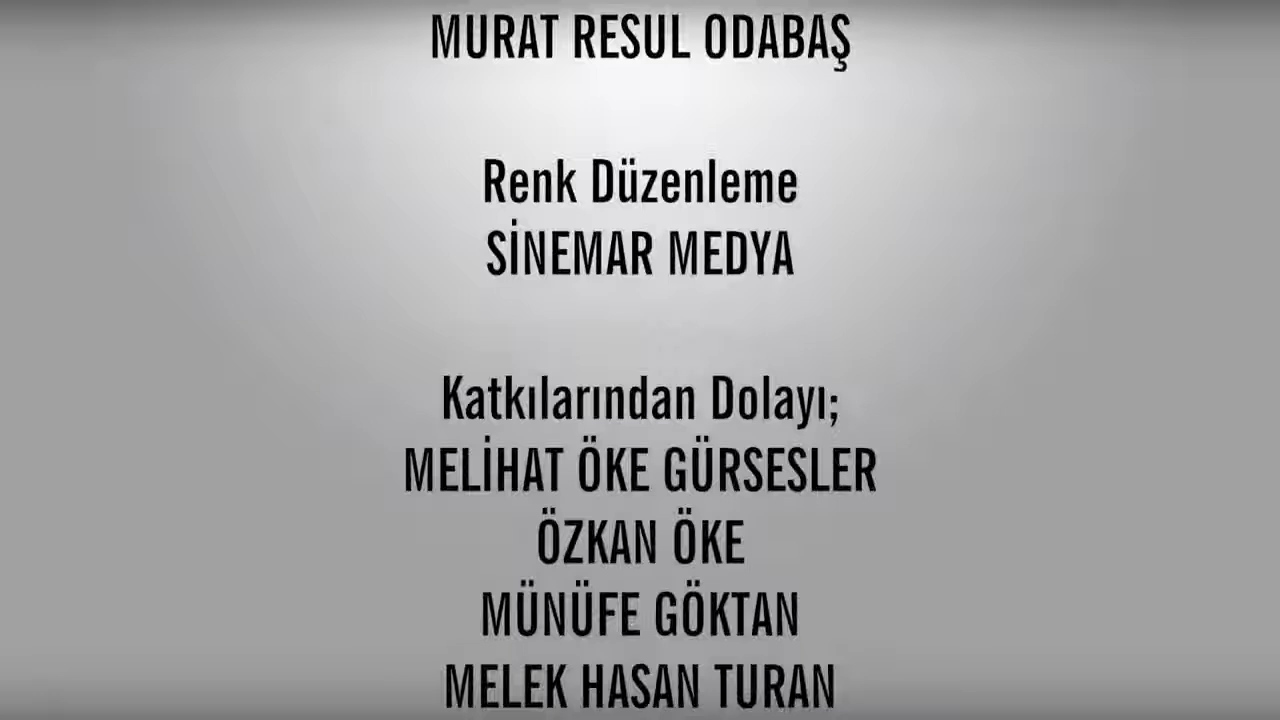 MURAT RESUL ODABAŞ
Renk Düzenleme
SİNEMAR MEDYA
Katkılarından Dolayı;
MELİHAT ÖKE GÜRSESLER
ÖZKAN ÖKE
MÜNÜFE GÖKTAN
MELEK HASAN TURAN